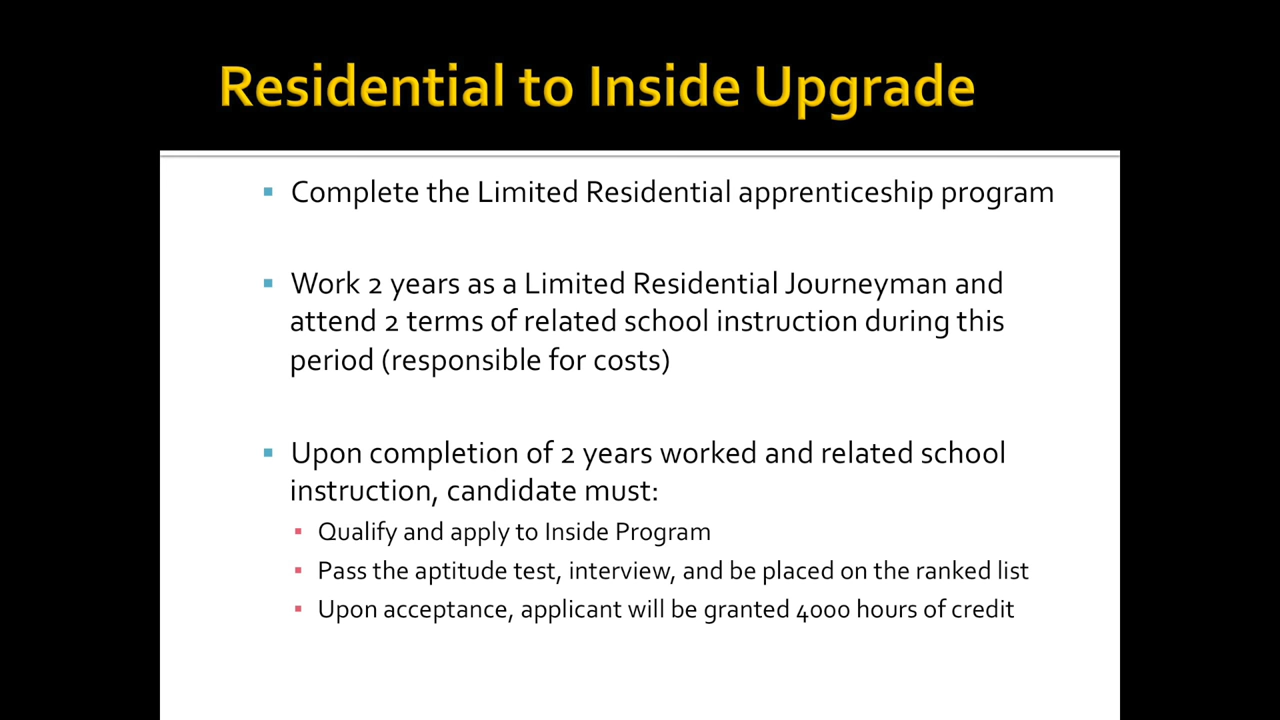 Residential to Inside Upgrade
▪ Complete the Limited Residential apprenticeship program
▪ Work 2 years as a Limited Residential Journeyman and
attend 2 terms of related school instruction during this
period (responsible for costs)
▪ Upon completion of 2 years worked and related school
instruction, candidate must:
▪ Qualify and apply to Inside Program
▪ Pass the aptitude test, interview, and be placed on the ranked list
▪ Upon acceptance, applicant will be granted 4000 hours of credit